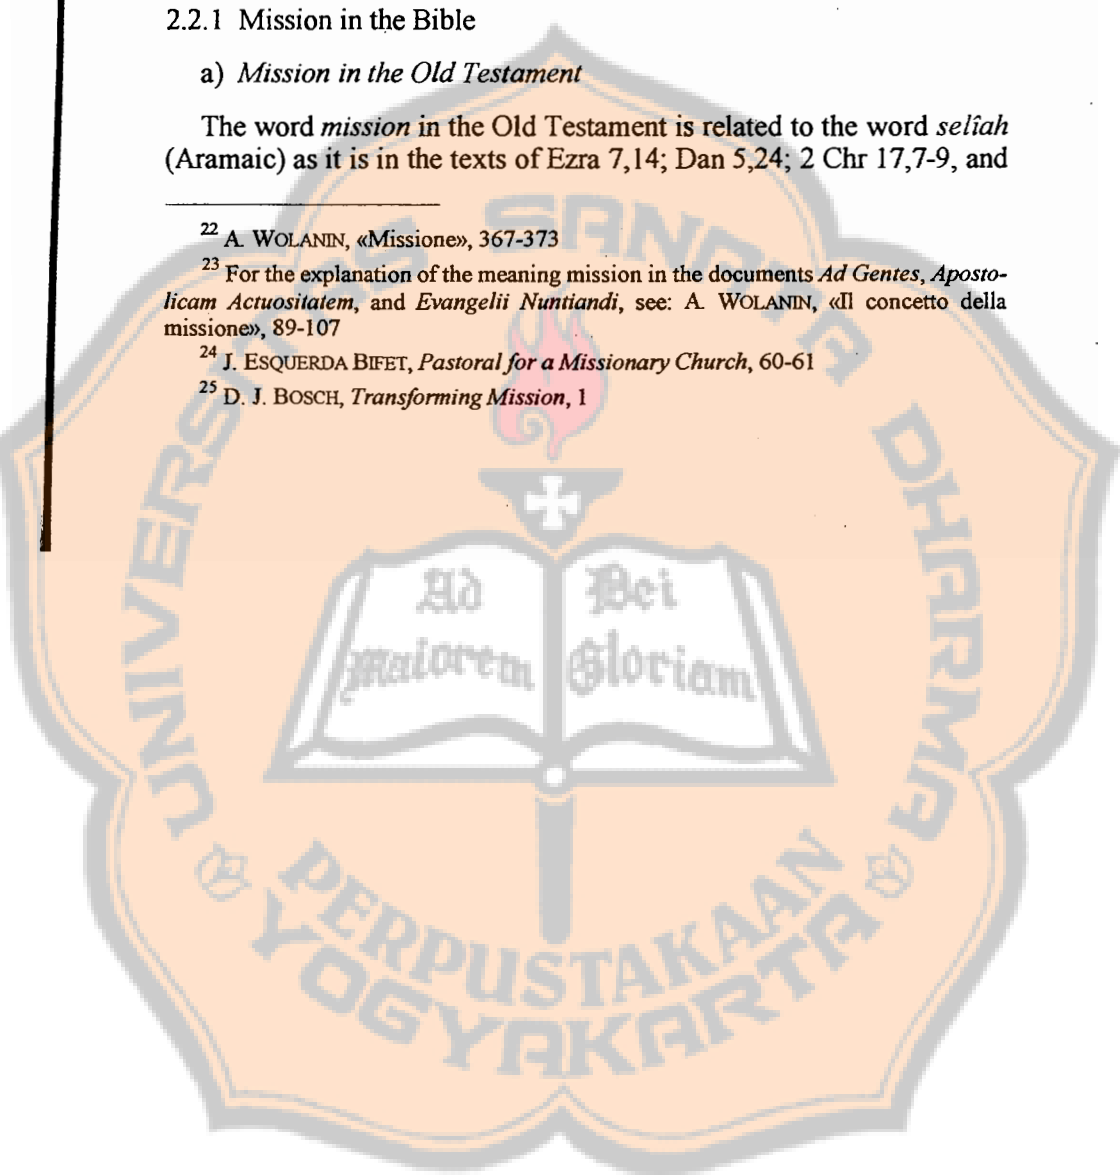 2.2.1 Mission in the Bible
a) Mission in the Old Testament
The word mission in the Old Testament is related to the word selîah
(Aramaic) as it is in the texts of Ezra 7,14; Dan 5,24; 2 Chr 17,7-9, and
22 A. WOLANIN, «Missione», 367-373
23 For the explanation of the meaning mission in the documents Ad Gentes, Aposto-
licam Actuositatem, and Evangelii Nuntiandi, see: A. WOLANIN, «Il concetto della
missione», 89-107
24 J. ESQUERDA BIFET, Pastoral for a Missionary Church, 60-61
25 D. J. BOSCH, Transforming Mission, 1
UNIVERSITAS SANATA DHARMA
Ad
maiorem
Dei
Gloriam
PERPUSTAKAAN
YOGYAKARTA